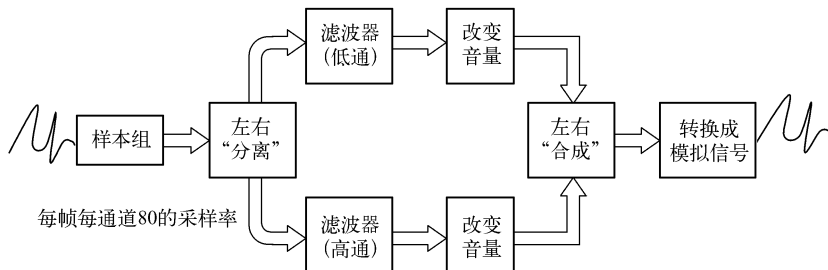 滤波器
(低通)
改变
音量
样本组
左右
“分离”
左右
“合成”
转换成
模拟信号
每帧每通道80的采样率
滤波器
(高通)
改变
音量